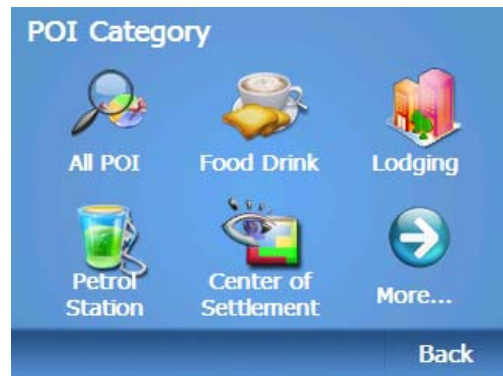 POI Category
All POI
Food Drink
Lodging
Petrol
Station
Center of
Settlement
More...
Back